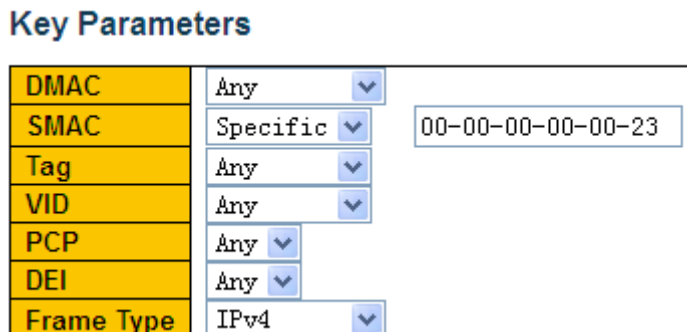 Key Parameters
DMAC Any
SMAC Specific 00-00-00-00-00-23
Tag Any
VID Any
PCP Any
DEI Any
Frame Type IPv4